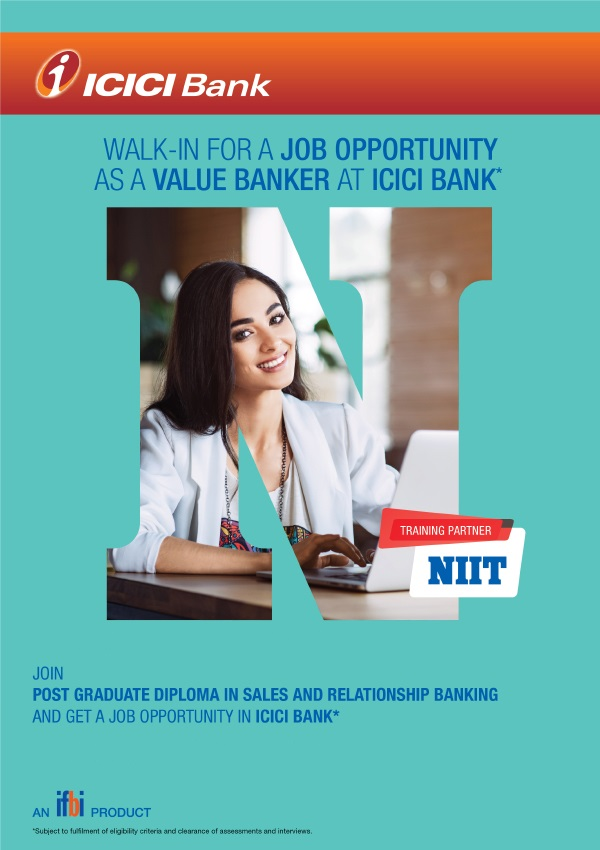 i ICICI Bank
WALK-IN FOR A JOB OPPORTUNITY
AS A VALUE BANKER AT ICICI BANK*
N
TRAINING PARTNER
NIIT
JOIN
POST GRADUATE DIPLOMA IN SALES AND RELATIONSHIP BANKING
AND GET A JOB OPPORTUNITY IN ICICI BANK*
AN ifbi PRODUCT
*Subject to fulfilment of eligibility criteria and clearance of assessments and interviews.